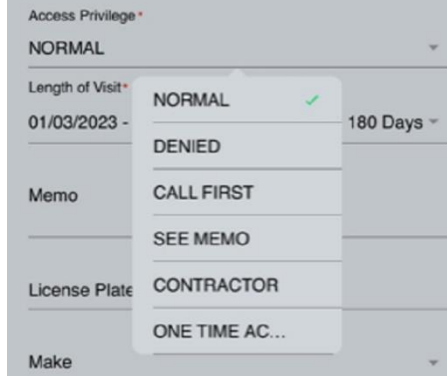 Access Privilege*
NORMAL
Length of Visit*
01/03/2023 - 180 Days
NORMAL
DENIED
CALL FIRST
SEE MEMO
CONTRACTOR
ONE TIME AC...
Memo
License Plate
Make